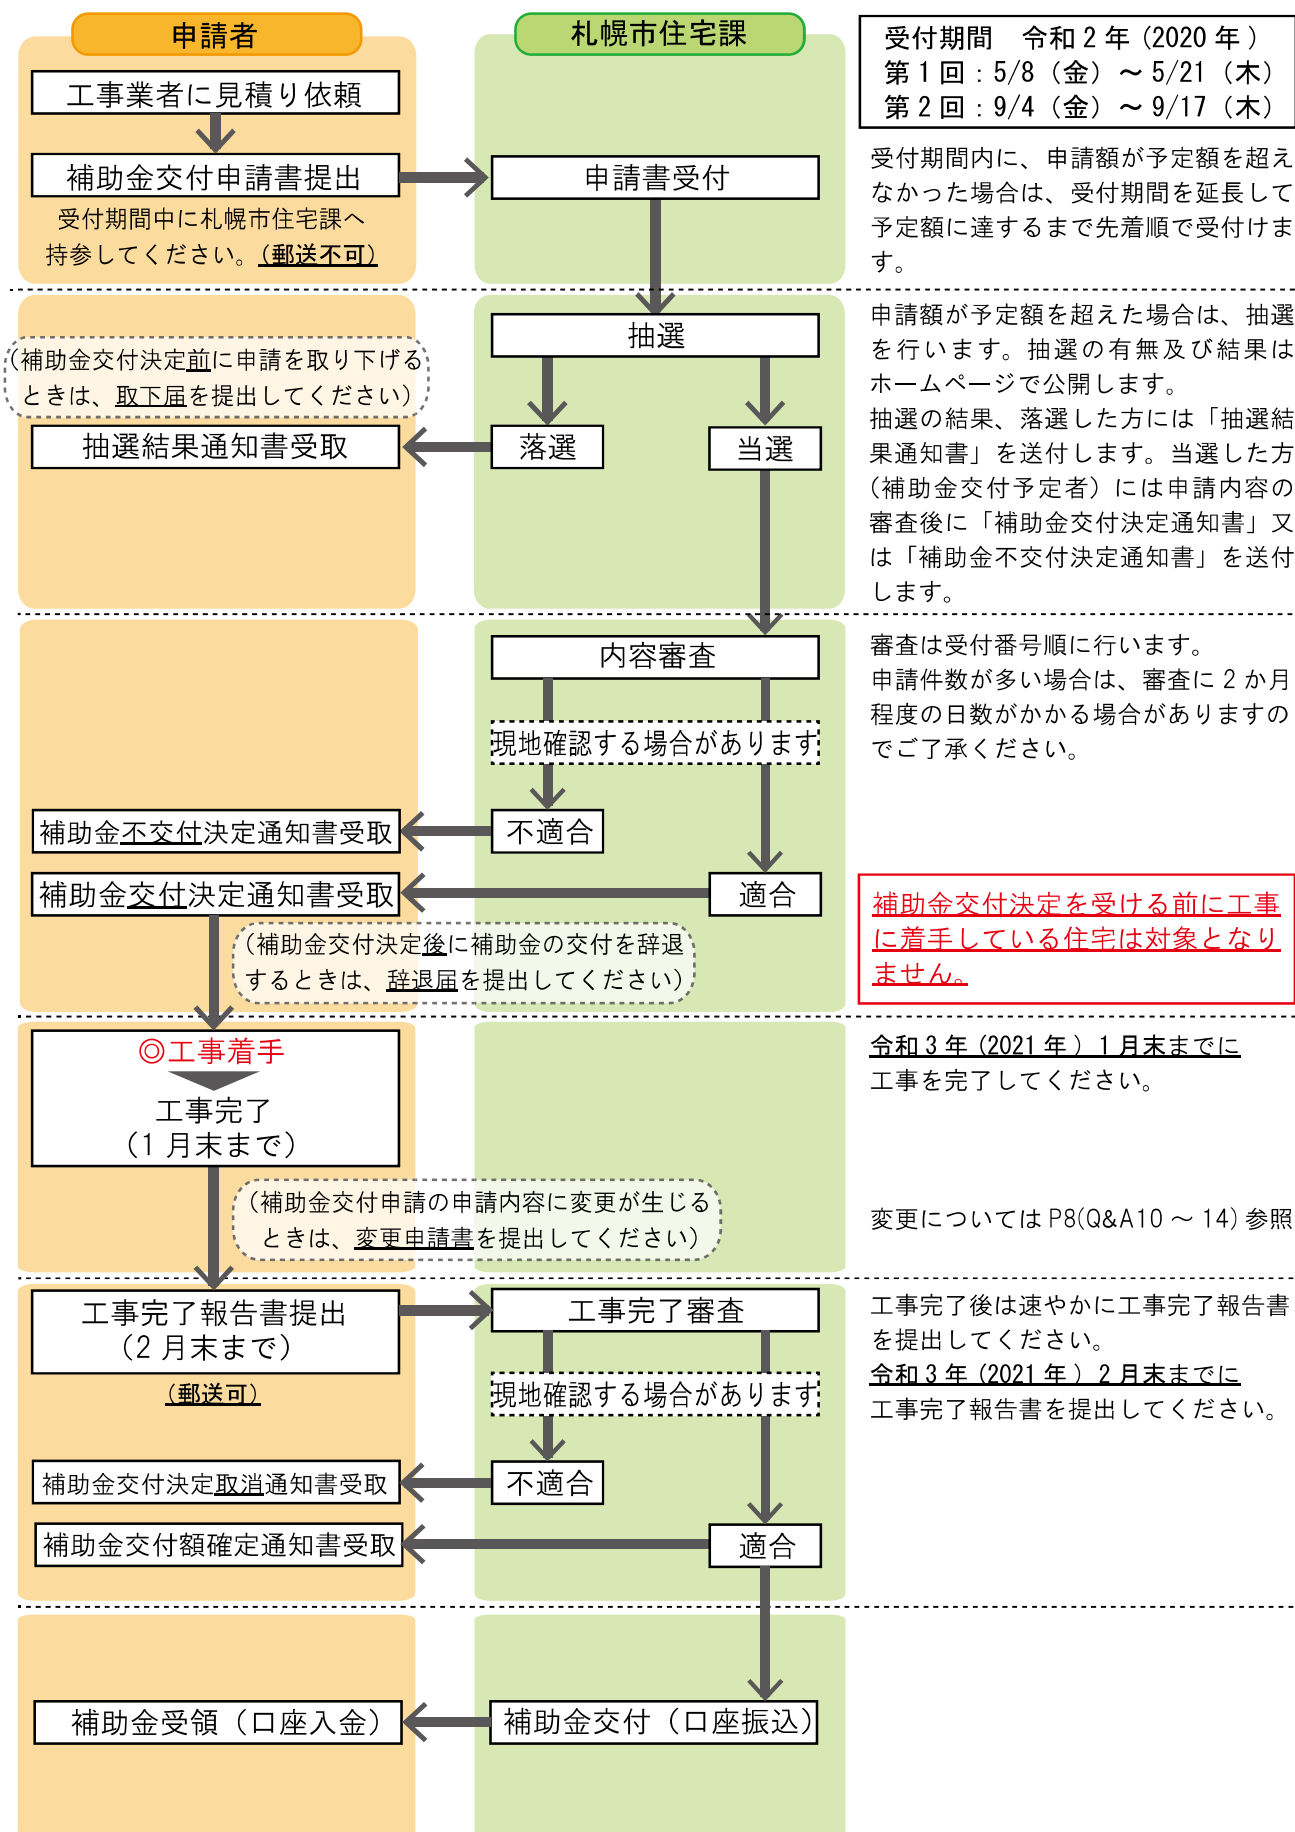 申請者
札幌市住宅課
受付期間　令和2年(2020年)
第1回：5/8（金）～5/21（木）
第2回：9/4（金）～9/17（木）
工事業者に見積り依頼
補助金交付申請書提出
申請書受付
受付期間中に札幌市住宅課へ
持参してください。（郵送不可）
受付期間内に、申請額が予定額を超え
なかった場合は、受付期間を延長して
予定額に達するまで先着順で受付けま
す。
抽選
（補助金交付決定前に申請を取り下げる
ときは、取下届を提出してください）
抽選結果通知書受取
落選
当選
申請額が予定額を超えた場合は、抽選
を行います。抽選の有無及び結果は
ホームページで公開します。
抽選の結果、落選した方には「抽選結
果通知書」を送付します。当選した方
（補助金交付予定者）には申請内容の
審査後に「補助金交付決定通知書」又
は「補助金不交付決定通知書」を送付
します。
内容審査
現地確認する場合があります
審査は受付番号順に行います。
申請件数が多い場合は、審査に2か月
程度の日数がかかる場合がありますの
でご了承ください。
補助金不交付決定通知書受取
不適合
補助金交付決定通知書受取
適合
（補助金交付決定後に補助金の交付を辞退
するときは、辞退届を提出してください）
補助金交付決定を受ける前に工事
に着手している住宅は対象となり
ません。
◎工事着手
工事完了
（1月末まで）
令和3年(2021年)1月末までに
工事を完了してください。
（補助金交付申請の申請内容に変更が生じる
ときは、変更申請書を提出してください）
変更についてはP8(Q&A10～14)参照
工事完了報告書提出
（2月末まで）
（郵送可）
工事完了審査
現地確認する場合があります
工事完了後は速やかに工事完了報告書
を提出してください。
令和3年(2021年)2月末までに
工事完了報告書を提出してください。
補助金交付決定取消通知書受取
不適合
補助金交付額確定通知書受取
適合
補助金受領（口座入金）
補助金交付（口座振込）